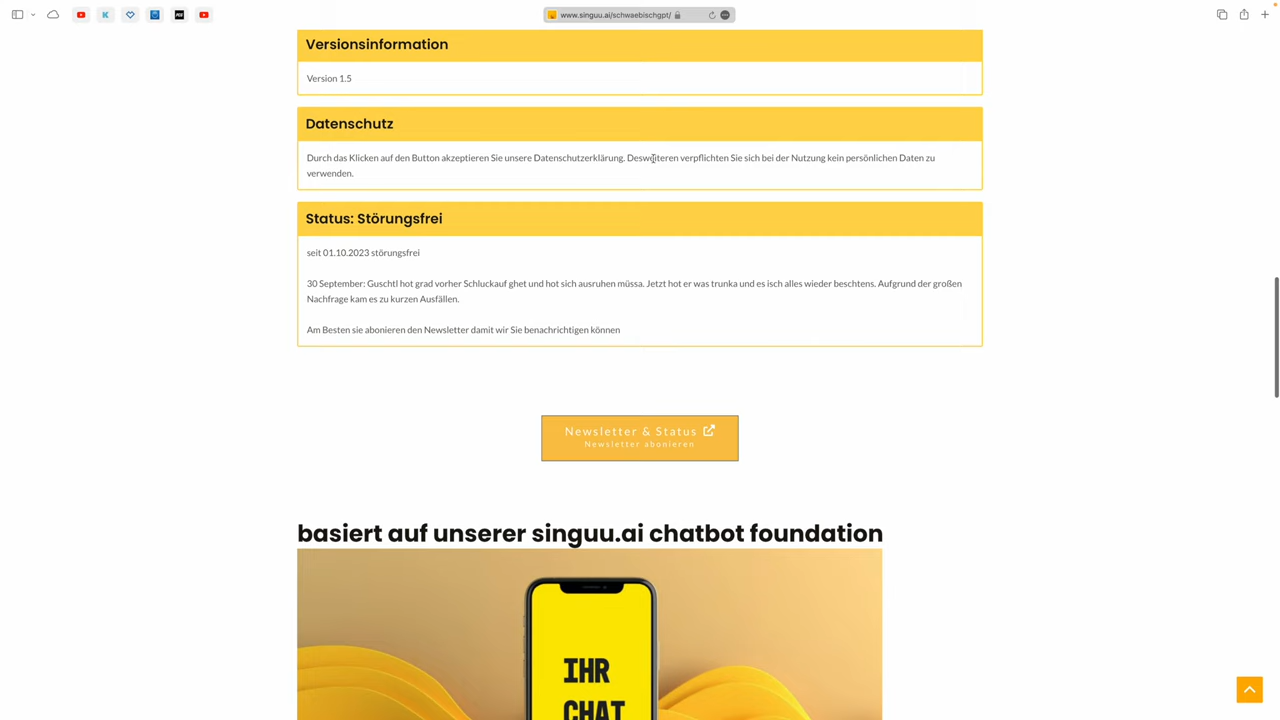 www.singuu.ai/schwaebischgpt/
Versionsinformation
Version 1.5
Datenschutz
Durch das Klicken auf den Button akzeptieren Sie unsere Datenschutzerklärung. Desweiteren verpflichten Sie sich bei der Nutzung kein persönlichen Daten zu
verwenden.
Status: Störungsfrei
seit 01.10.2023 störungsfrei
30 September: Guschtl hot grad vorher Schluckauf ghet und hot sich ausruhen müssa. Jetzt hot er was trunka und es isch alles wieder beschtens. Aufgrund der großen
Nachfrage kam es zu kurzen Ausfällen.
Am Besten sie abonieren den Newsletter damit wir Sie benachrichtigen können
Newsletter & Status
Newsletter abonieren
basiert auf unserer singuu.ai chatbot foundation
IHR
CHAT